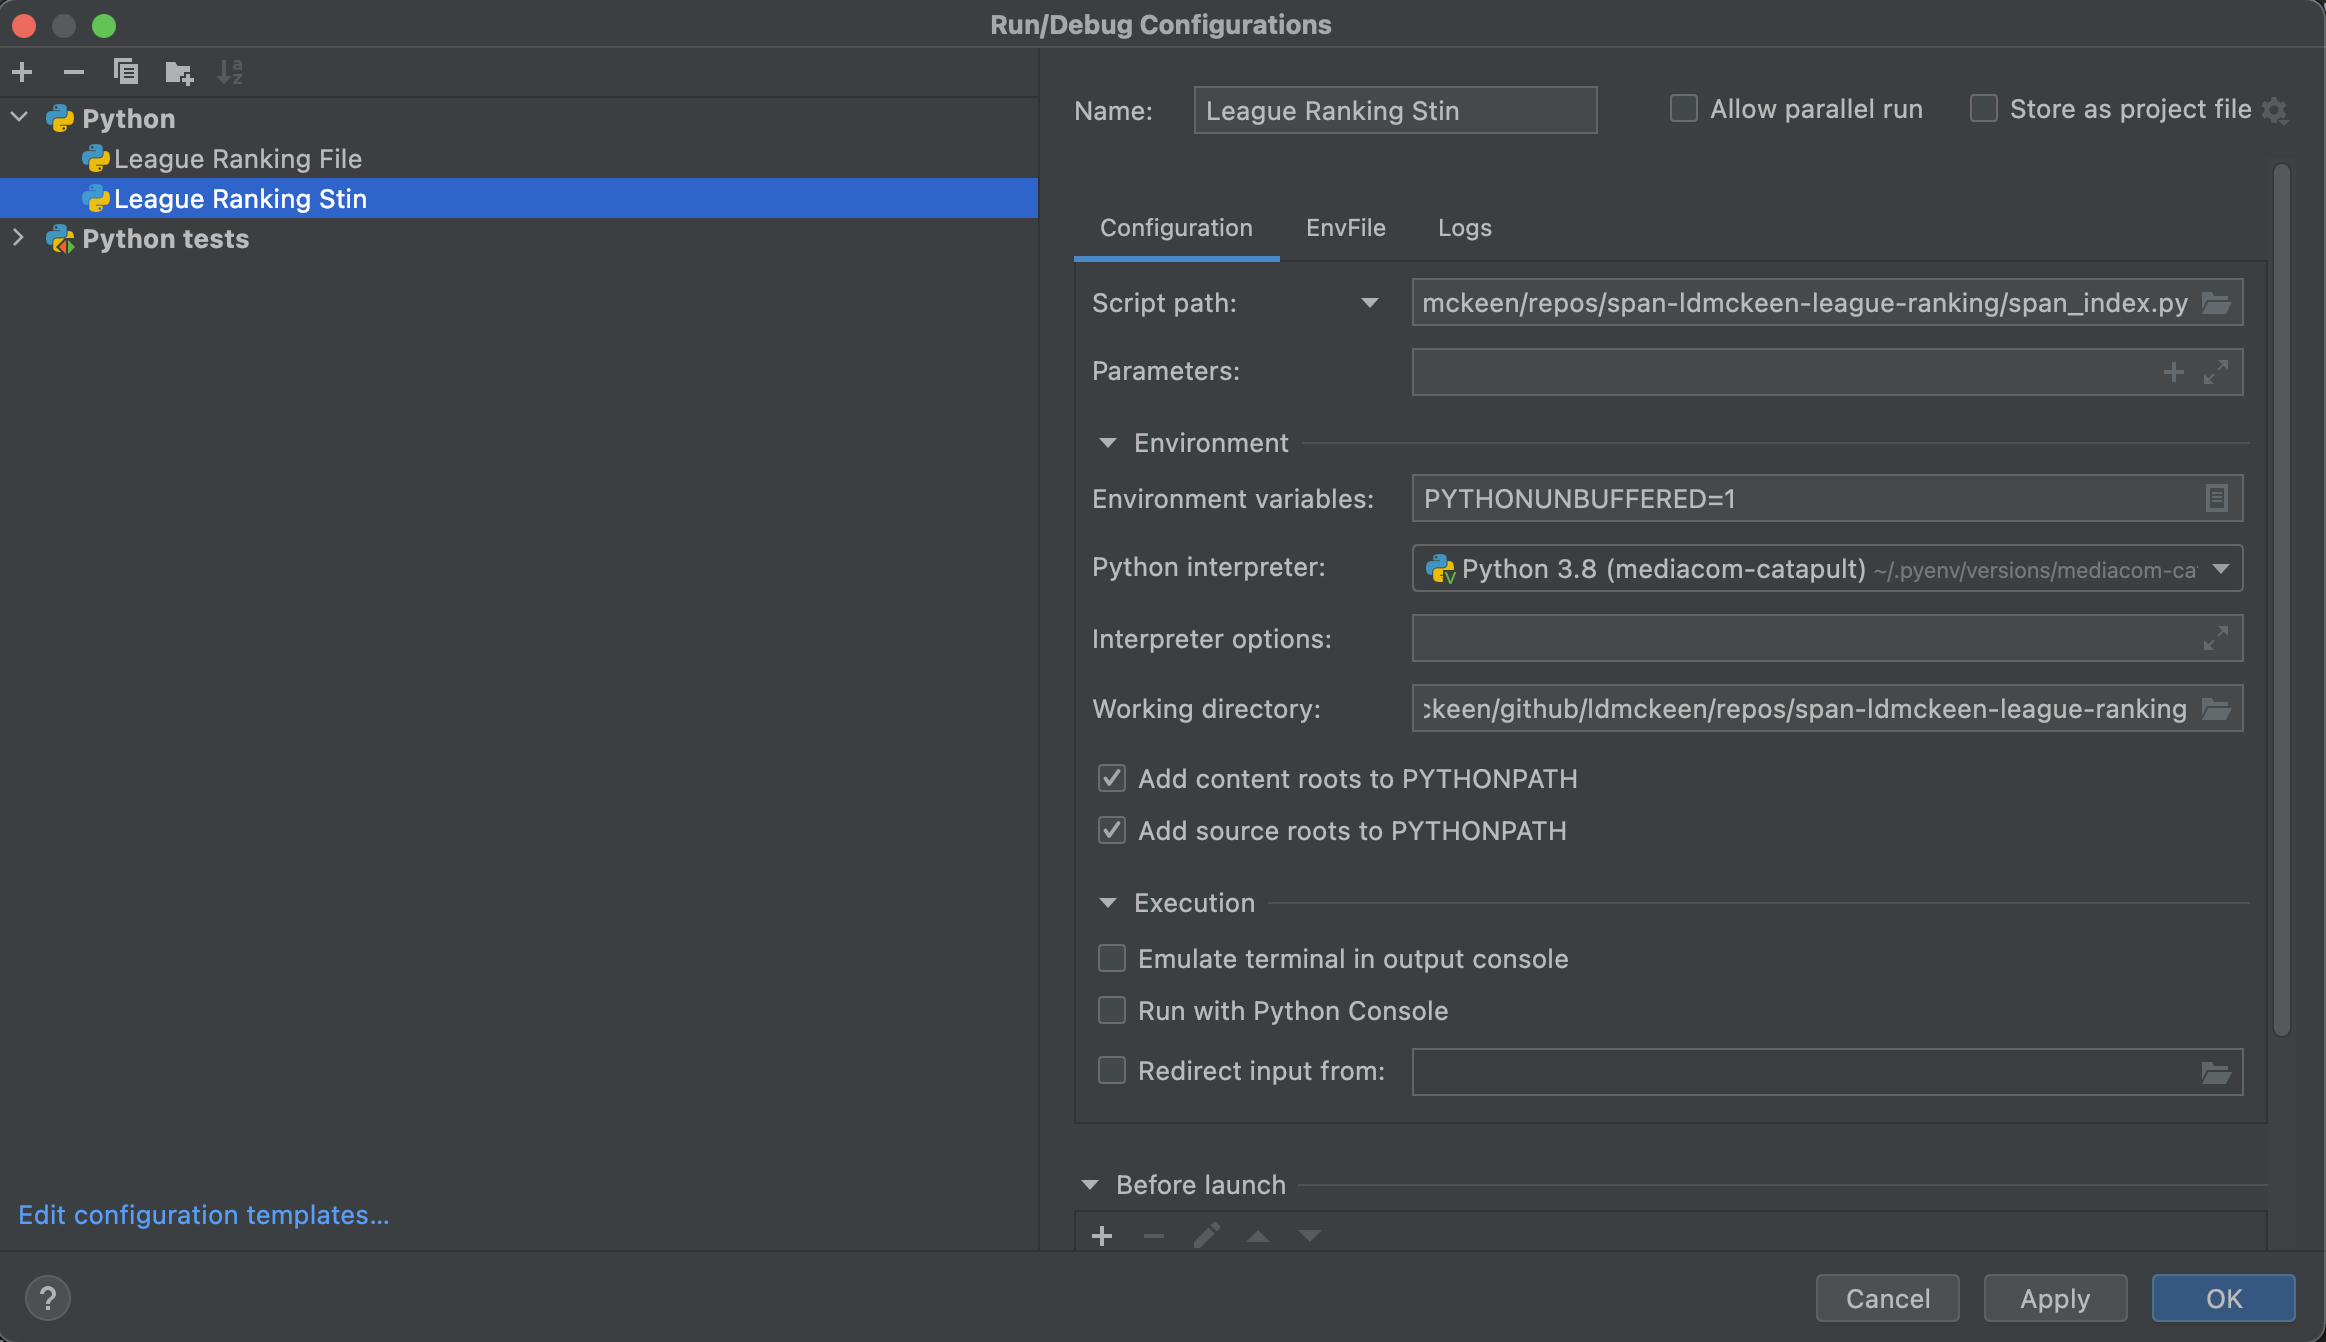 Run/Debug Configurations
Python
League Ranking File
League Ranking Stin
Python tests
Edit configuration templates...
Name: League Ranking Stin
Allow parallel run
Store as project file
Configuration EnvFile Logs
Script path: mckeen/repos/span-ldmckeen-league-ranking/span_index.py
Parameters:
Environment
Environment variables: PYTHONUNBUFFERED=1
Python interpreter: Python 3.8 (mediacom-catapult) ~/.pyenv/versions/mediacom-ca
Interpreter options:
Working directory: ckeen/github/ldmckeen/repos/span-ldmckeen-league-ranking
Add content roots to PYTHONPATH
Add source roots to PYTHONPATH
Execution
Emulate terminal in output console
Run with Python Console
Redirect input from:
Before launch
? Cancel Apply OK